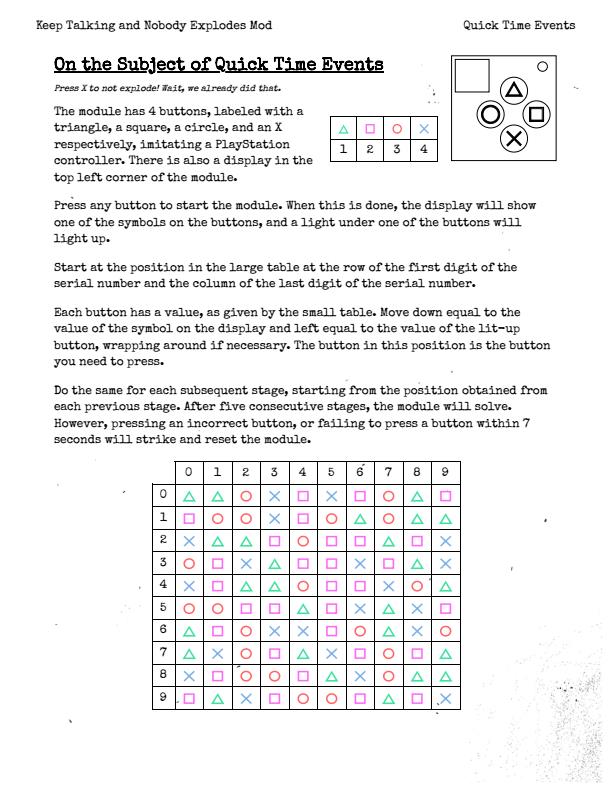 Keep Talking and Nobody Explodes Mod
Quick Time Events
On the Subject of Quick Time Events
Press X to not explode! Wait, we already did that.
The module has 4 buttons, labeled with a
triangle, a square, a circle, and an X
respectively, imitating a PlayStation
controller. There is also a display in the
top left corner of the module.
1 2 3 4
Press any button to start the module. When this is done, the display will show
one of the symbols on the buttons, and a light under one of the buttons will
light up.
Start at the position in the large table at the row of the first digit of the
serial number and the column of the last digit of the serial number.
Each button has a value, as given by the small table. Move down equal to the
value of the symbol on the display and left equal to the value of the lit-up
button, wrapping around if necessary. The button in this position is the button
you need to press.
Do the same for each subsequent stage, starting from the position obtained from
each previous stage. After five consecutive stages, the module will solve.
However, pressing an incorrect button, or failing to press a button within 7
seconds will strike and reset the module.
0 1 2 3 4 5 6 7 8 9
0
1
2
3
4
5
6
7
8
9